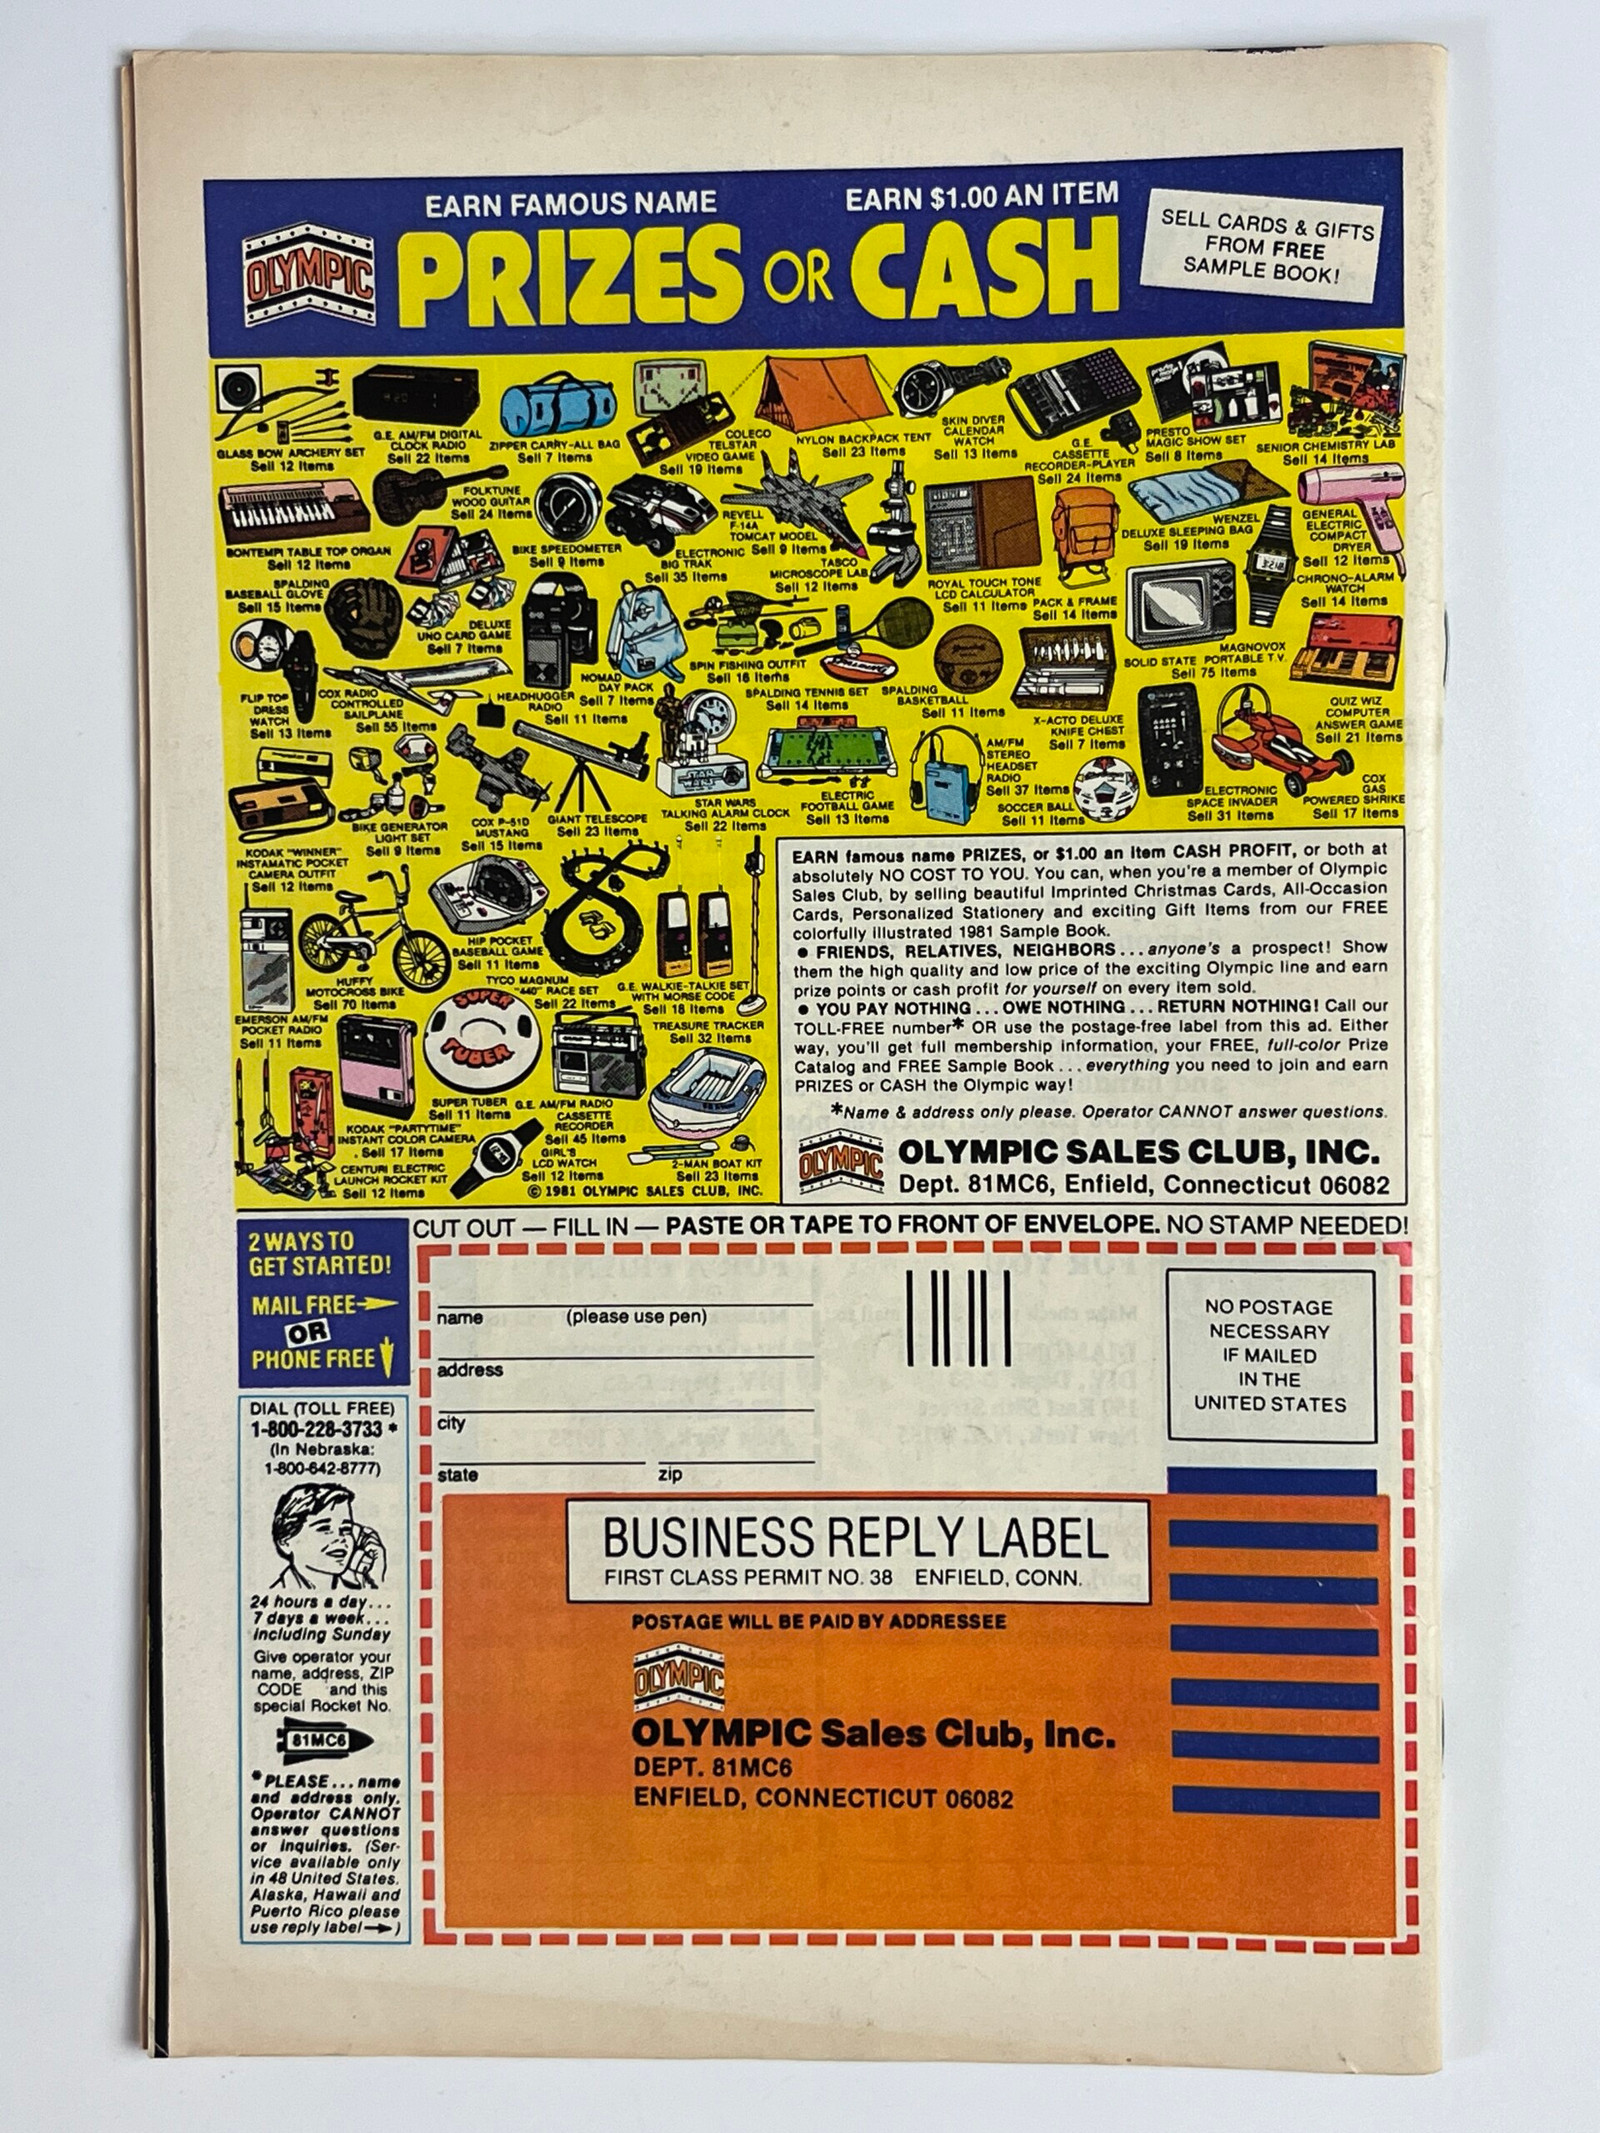 EARN FAMOUS NAME
PRIZES OR CASH
EARN $1.00 AN ITEM
OLYMPIC
SELL CARDS & GIFTS
FROM FREE
SAMPLE BOOK!
GLASS BOW ARCHERY SET
Sell 12 Items
G.E. AM/FM DIGITAL
CLOCK RADIO
Sell 22 Items
ZIPPER CARRY-ALL BAG
Sell 7 Items
COLECO
TELSTAR
VIDEO GAME
Sell 19 Items
NYLON BACKPACK TENT
Sell 23 Items
SKIN DIVER
CALENDAR
WATCH
Sell 13 Items
G.E.
CASSETTE
RECORDER-PLAYER
Sell 24 Items
PRESTO
MAGIC SHOW SET
Sell 8 Items
SENIOR CHEMISTRY LAB
Sell 14 Items
BONTEMPI TABLE TOP ORGAN
Sell 12 Items
FOLKTUNE
WOOD GUITAR
Sell 24 Items
BIKE SPEEDOMETER
Sell 9 Items
ELECTRONIC
BIG TRAK
Sell 35 Items
REVELL
F-14A
TOMCAT MODEL
Sell 9 Items
TASCO
MICROSCOPE LAB
Sell 12 Items
ROYAL TOUCH TONE
LCD CALCULATOR
Sell 11 Items
PACK & FRAME
Sell 14 Items
WENZEL
DELUXE SLEEPING BAG
Sell 19 Items
GENERAL
ELECTRIC
COMPACT
DRYER
Sell 12 Items
CHRONO-ALARM
WATCH
Sell 14 Items
SPALDING
BASEBALL GLOVE
Sell 15 Items
DELUXE
UNO CARD GAME
Sell 7 Items
FLIP TOP
DRESS
WATCH
Sell 13 Items
COX RADIO
CONTROLLED
SAILPLANE
Sell 55 Items
HEADHUGGER
RADIO
Sell 11 Items
NOMAD
DAY PACK
Sell 7 Items
SPIN FISHING OUTFIT
Sell 16 Items
SPALDING TENNIS SET
Sell 14 Items
SPALDING
BASKETBALL
Sell 11 Items
X-ACTO DELUXE
KNIFE CHEST
Sell 7 Items
MAGNOVOX
SOLID STATE PORTABLE T.V.
Sell 75 Items
QUIZ WIZ
COMPUTER
ANSWER GAME
Sell 21 Items
KODAK "WINNER"
INSTAMATIC POCKET
CAMERA OUTFIT
Sell 12 Items
BIKE GENERATOR
LIGHT SET
Sell 9 Items
COX P-51D
MUSTANG
Sell 15 Items
GIANT TELESCOPE
Sell 23 Items
STAR WARS
STAR WARS
TALKING ALARM CLOCK
Sell 22 Items
ELECTRIC
FOOTBALL GAME
Sell 13 Items
AM/FM
STEREO
HEADSET
RADIO
Sell 37 Items
SOCCER BALL
Sell 11 Items
ELECTRONIC
SPACE INVADER
Sell 31 Items
COX
GAS
POWERED SHRIKE
Sell 17 Items
EMERSON AM/FM
POCKET RADIO
Sell 11 Items
HUFFY
MOTOCROSS BIKE
Sell 70 Items
HIP POCKET
BASEBALL GAME
Sell 11 Items
TYCO MAGNUM
"440" RACE SET
Sell 22 Items
G.E. WALKIE-TALKIE SET
WITH MORSE CODE
Sell 18 Items
TREASURE TRACKER
Sell 32 Items
KODAK "PARTYTIME"
INSTANT COLOR CAMERA
Sell 17 Items
SUPER
TUBER
SUPER TUBER
Sell 11 Items
G.E. AM/FM RADIO
CASSETTE
RECORDER
Sell 45 Items
CENTURI ELECTRIC
LAUNCH ROCKET KIT
Sell 12 Items
GIRL'S
LCD WATCH
Sell 12 Items
2-MAN BOAT KIT
Sell 23 Items
© 1981 OLYMPIC SALES CLUB, INC.
EARN famous name PRIZES, or $1.00 an Item CASH PROFIT, or both at
absolutely NO COST TO YOU. You can, when you're a member of Olympic
Sales Club, by selling beautiful Imprinted Christmas Cards, All-Occasion
Cards, Personalized Stationery and exciting Gift Items from our FREE
colorfully illustrated 1981 Sample Book.
● FRIENDS, RELATIVES, NEIGHBORS...anyone's a prospect! Show
them the high quality and low price of the exciting Olympic line and earn
prize points or cash profit for yourself on every item sold.
● YOU PAY NOTHING...OWE NOTHING...RETURN NOTHING! Call our
TOLL-FREE number* OR use the postage-free label from this ad. Either
way, you'll get full membership information, your FREE, full-color Prize
Catalog and FREE Sample Book...everything you need to join and earn
PRIZES or CASH the Olympic way!
*Name & address only please. Operator CANNOT answer questions.
OLYMPIC
OLYMPIC SALES CLUB, INC.
Dept. 81MC6, Enfield, Connecticut 06082
2 WAYS TO
GET STARTED!
MAIL FREE
OR
PHONE FREE
CUT OUT — FILL IN — PASTE OR TAPE TO FRONT OF ENVELOPE. NO STAMP NEEDED!
DIAL (TOLL FREE)
1-800-228-3733 *
(In Nebraska:
1-800-642-8777)
24 hours a day...
7 days a week...
including Sunday
Give operator your
name, address, ZIP
CODE and this
special Rocket No.
81MC6
*PLEASE...name
and address only.
Operator CANNOT
answer questions
or inquiries. (Ser-
vice available only
in 48 United States.
Alaska, Hawaii and
Puerto Rico please
use reply label→)
name (please use pen)
address
city
state zip
NO POSTAGE
NECESSARY
IF MAILED
IN THE
UNITED STATES
BUSINESS REPLY LABEL
FIRST CLASS PERMIT NO. 38 ENFIELD, CONN.
POSTAGE WILL BE PAID BY ADDRESSEE
OLYMPIC
OLYMPIC Sales Club, Inc.
DEPT. 81MC6
ENFIELD, CONNECTICUT 06082